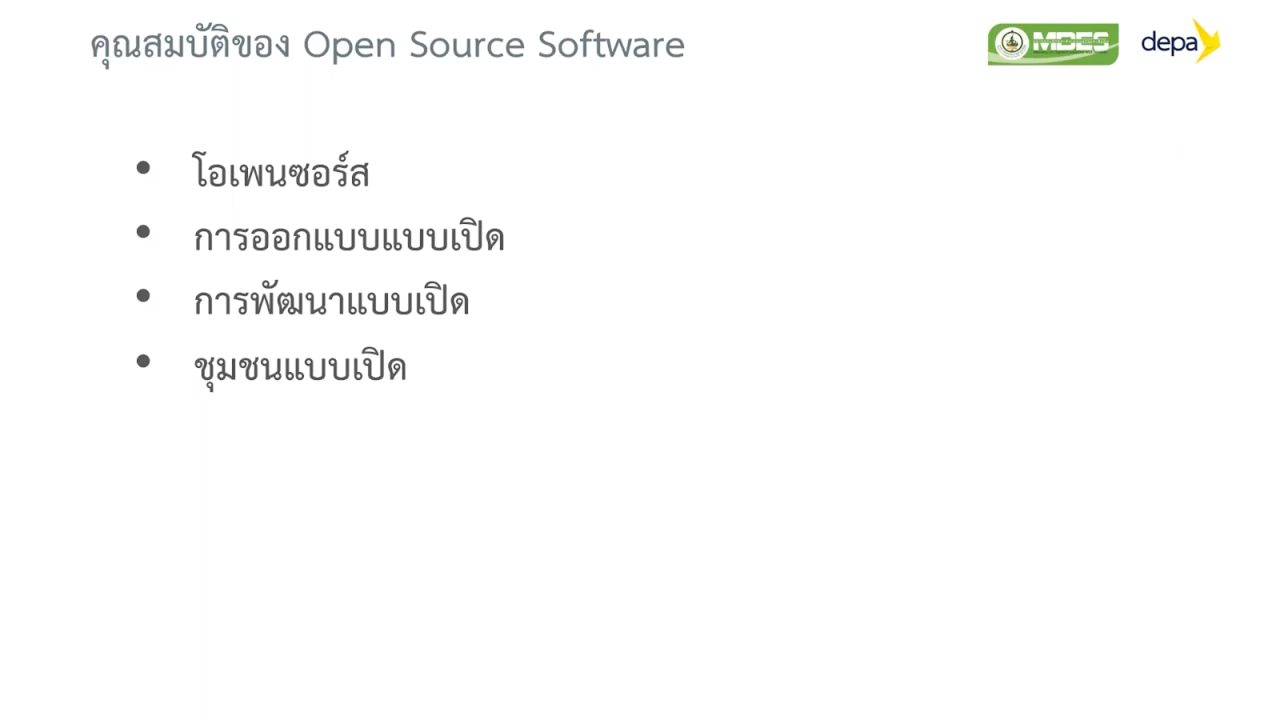 คุณสมบัติของ Open Source Software
MDES
depa
• โอเพนซอร์ส
• การออกแบบแบบเปิด
• การพัฒนาแบบเปิด
• ชุมชนแบบเปิด